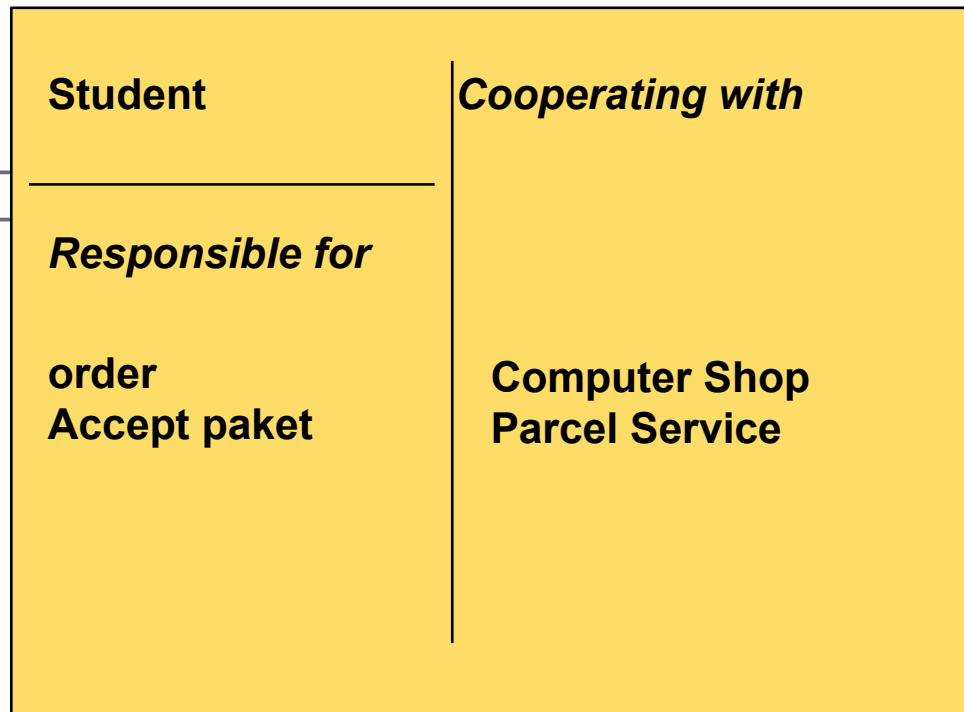 Student
Cooperating with
Responsible for
order
Accept paket
Computer Shop
Parcel Service